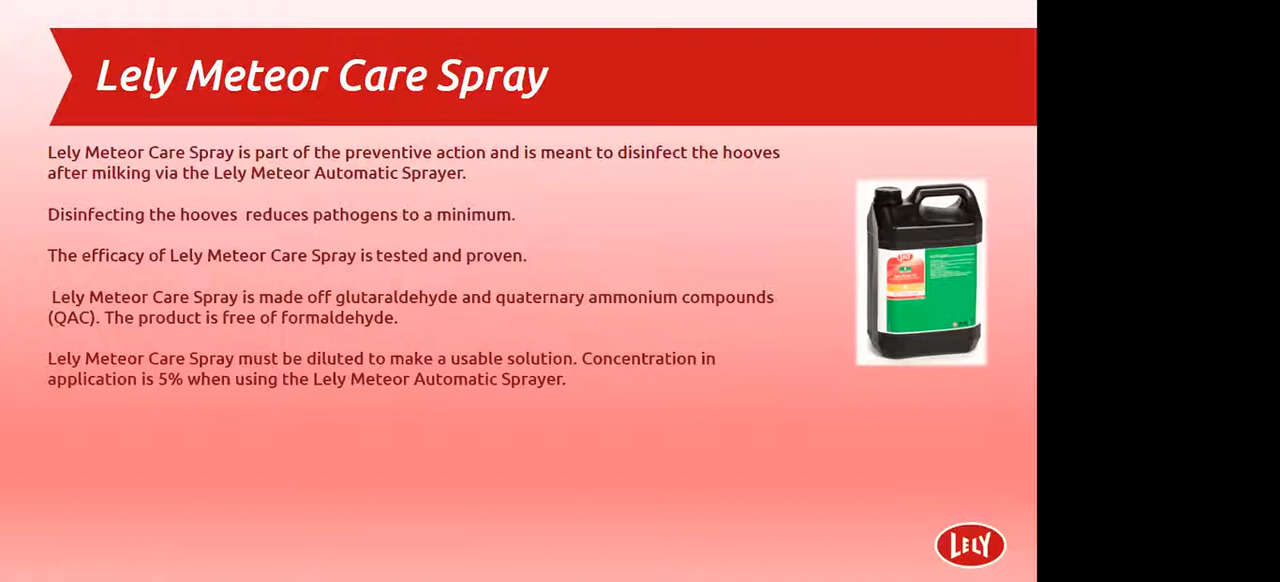 Lely Meteor Care Spray
Lely Meteor Care Spray is part of the preventive action and is meant to disinfect the hooves
after milking via the Lely Meteor Automatic Sprayer.
Disinfecting the hooves  reduces pathogens to a minimum.
The efficacy of Lely Meteor Care Spray is tested and proven.
Lely Meteor Care Spray is made off glutaraldehyde and quaternary ammonium compounds
(QAC). The product is free of formaldehyde.
Lely Meteor Care Spray must be diluted to make a usable solution. Concentration in
application is 5% when using the Lely Meteor Automatic Sprayer.
LELY
LELY